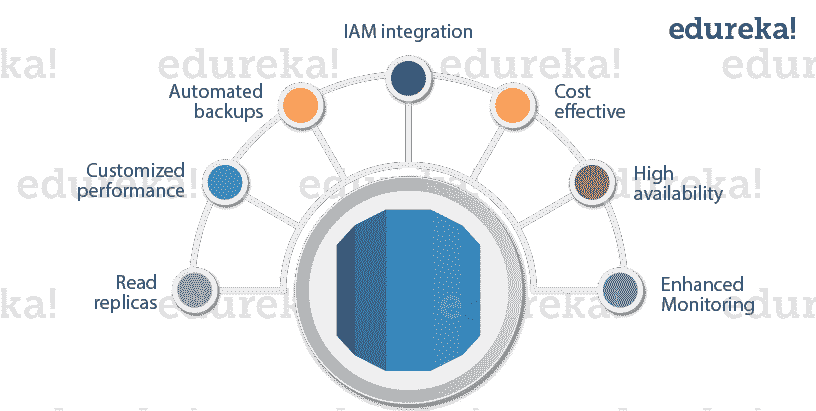 IAM integration
edureka!
Automated
backups
Cost
effective
Customized
performance
High
availability
Read
replicas
Enhanced
Monitoring